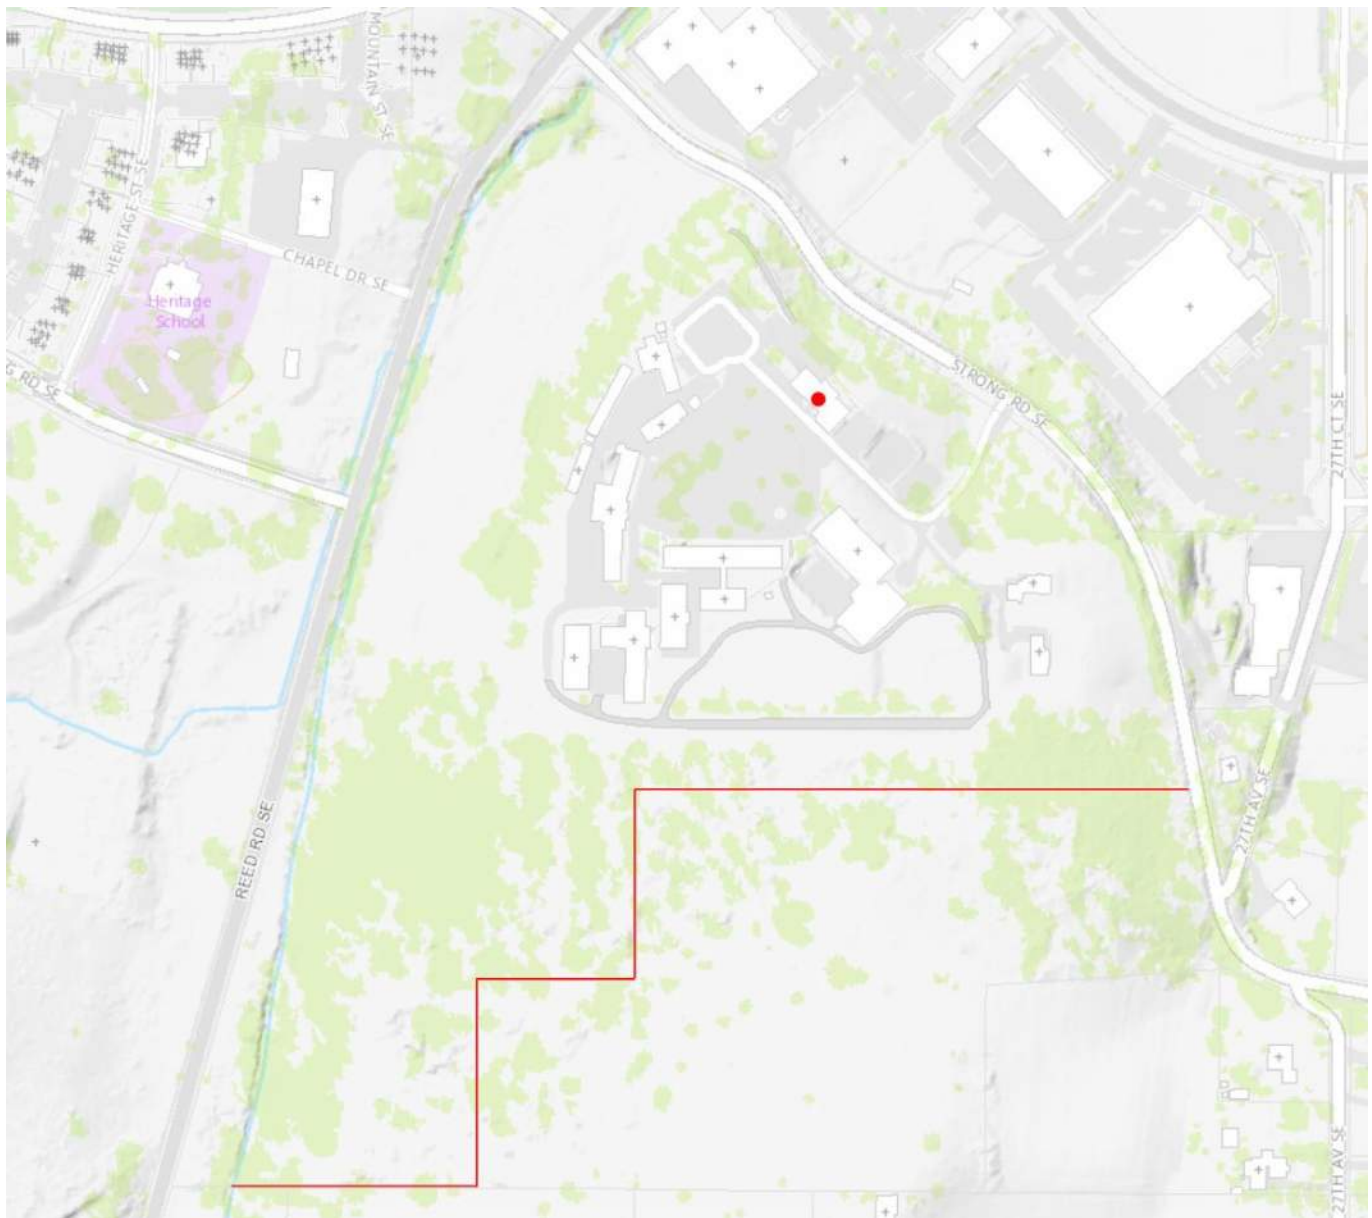 MOUNTAIN ST SE
HERITAGE ST SE
CHAPEL DR SE
Heritage
School
G RD SE
STRONG RD SE
27TH CT SE
27TH AV SE
REED RD SE
27TH AV SE